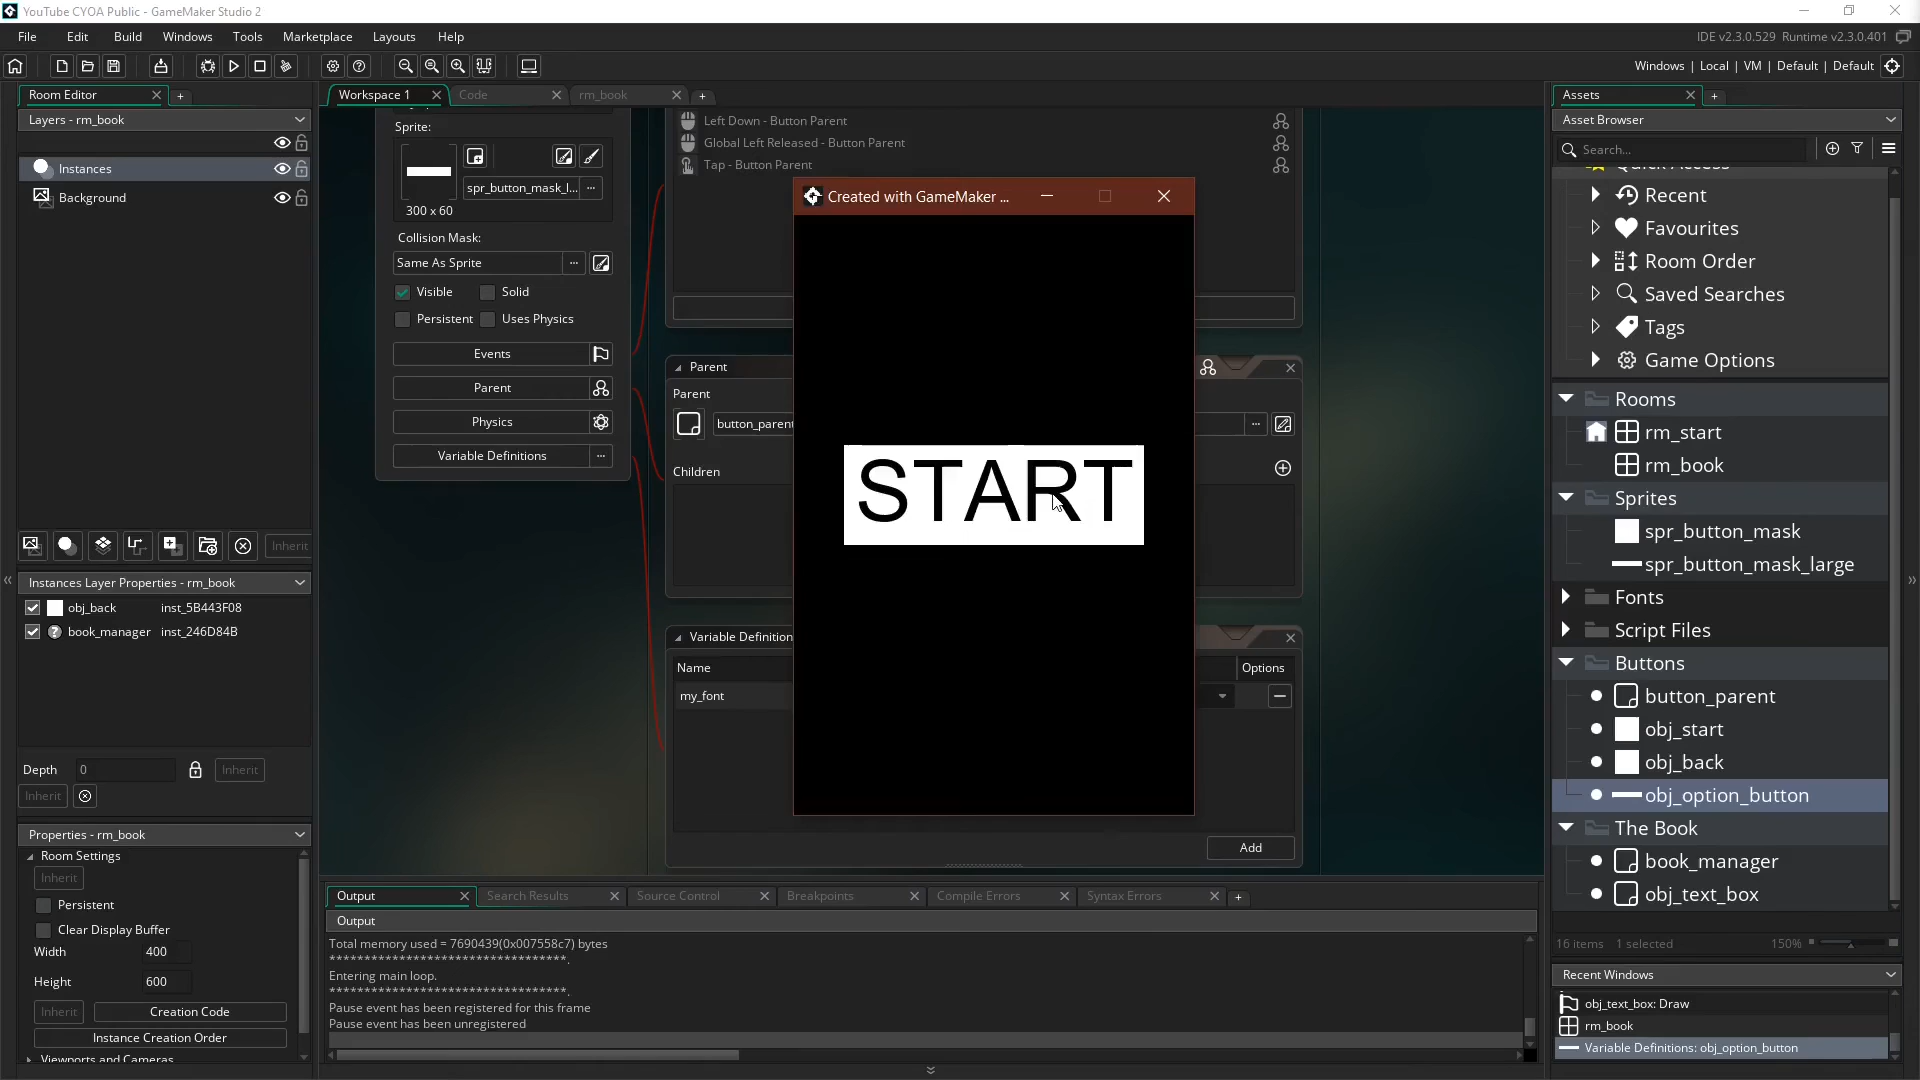 YouTube CYOA Public - GameMaker Studio 2
File Edit Build Windows Tools Marketplace Layouts Help
IDE v2.3.0.529 Runtime v2.3.0.401
Windows | Local | VM | Default | Default
Room Editor
Layers - rm_book
Instances
Background
Inherit
Instances Layer Properties - rm_book
obj_back inst_5B443F08
book_manager inst_246D84B
Depth 0 Inherit
Inherit
Properties - rm_book
Room Settings
Inherit
Persistent
Clear Display Buffer
Width 400
Height 600
Inherit Creation Code
Instance Creation Order
Viewports and Cameras
Workspace 1 Code rm_book
Sprite:
spr_button_mask_l...
300 x 60
Collision Mask:
Same As Sprite
Visible Solid
Persistent Uses Physics
Events
Parent
Physics
Variable Definitions
Left Down - Button Parent
Global Left Released - Button Parent
Tap - Button Parent
Parent
Parent
button_parent
Children
Variable Definition
Name Options
my_font
Add
Created with GameMaker ...
START
Output Search Results Source Control Breakpoints Compile Errors Syntax Errors
Output
Total memory used = 7690439(0x007558c7) bytes
**********************************.
Entering main loop.
**********************************.
Pause event has been registered for this frame
Pause event has been unregistered
Assets
Asset Browser
Search...
Quick Access
Recent
Favourites
Room Order
Saved Searches
Tags
Game Options
Rooms
rm_start
rm_book
Sprites
spr_button_mask
spr_button_mask_large
Fonts
Script Files
Buttons
button_parent
obj_start
obj_back
obj_option_button
The Book
book_manager
obj_text_box
16 items 1 selected 150%
Recent Windows
obj_text_box: Draw
rm_book
Variable Definitions: obj_option_button